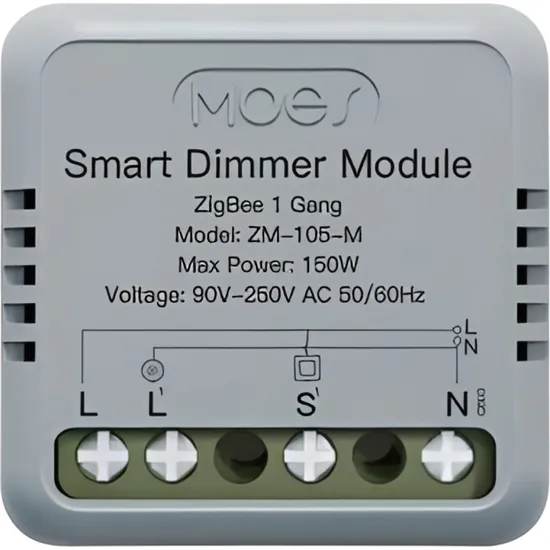 MOES
Smart Dimmer Module
ZigBee 1 Gang
Model: ZM-105-M
Max Power: 150W
Voltage: 90V-250V AC 50/60Hz
L
N
L L' S' N